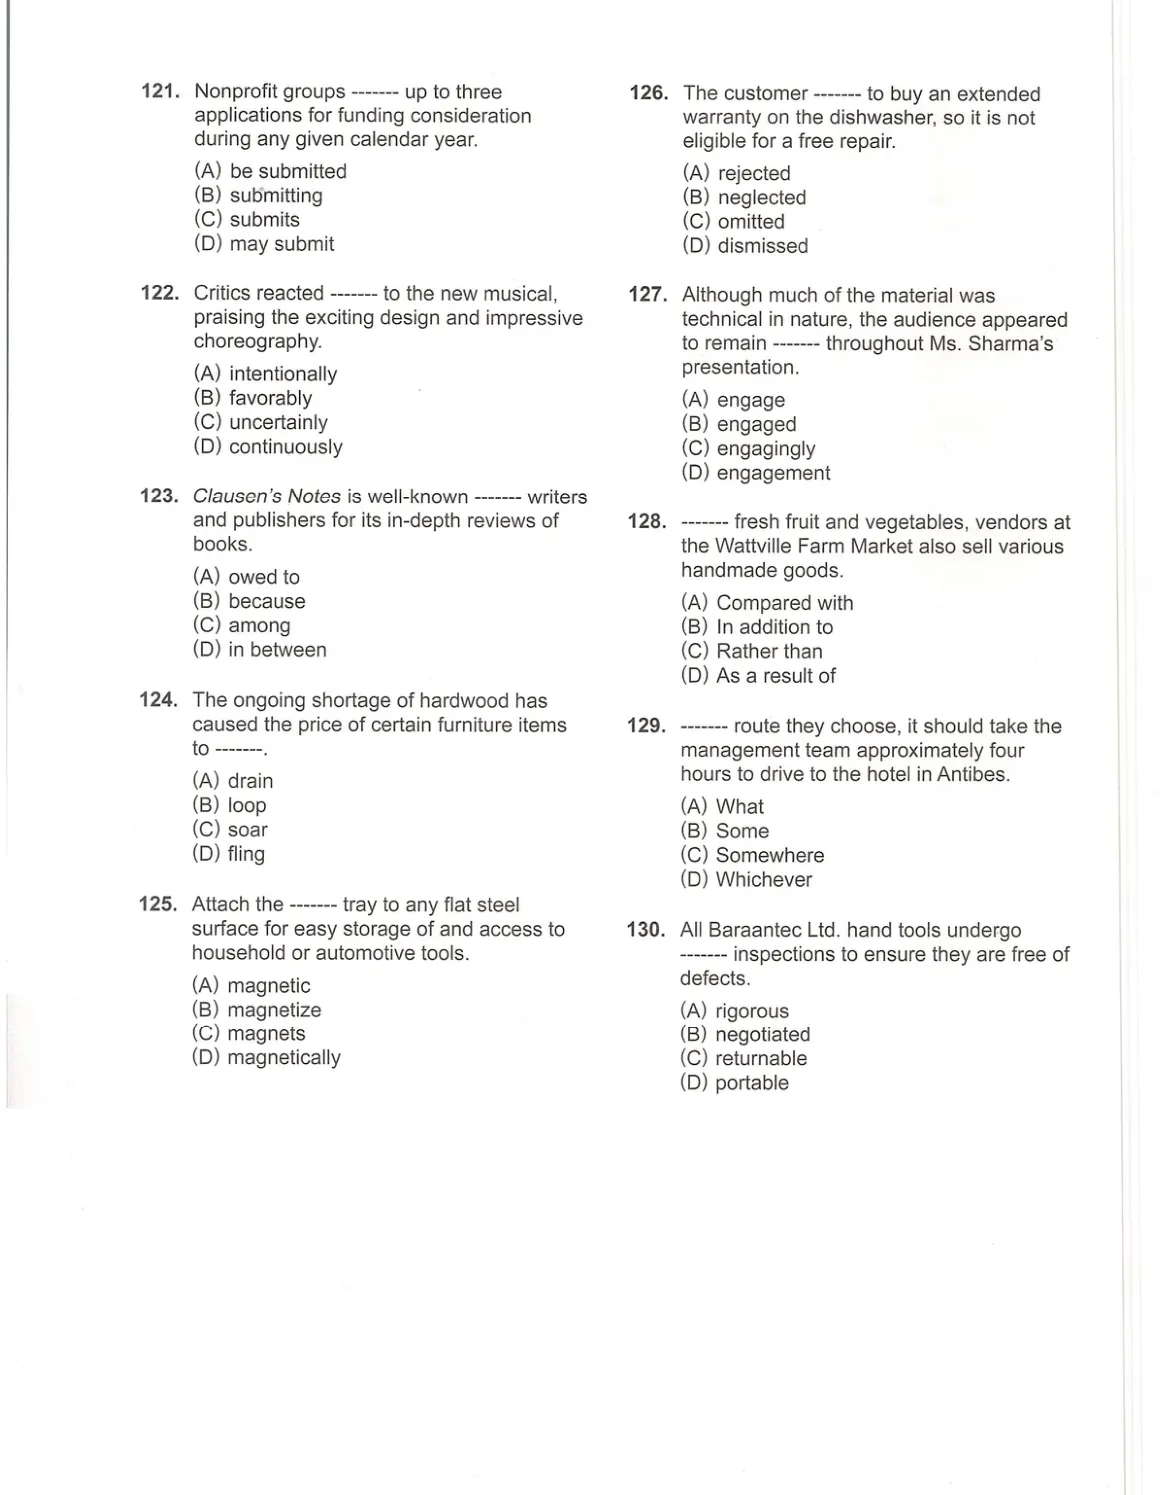 121. Nonprofit groups ------- up to three
applications for funding consideration
during any given calendar year.
(A) be submitted
(B) submitting
(C) submits
(D) may submit
122. Critics reacted ------- to the new musical,
praising the exciting design and impressive
choreography.
(A) intentionally
(B) favorably
(C) uncertainly
(D) continuously
123. Clausen's Notes is well-known ------- writers
and publishers for its in-depth reviews of
books.
(A) owed to
(B) because
(C) among
(D) in between
124. The ongoing shortage of hardwood has
caused the price of certain furniture items
to -------.
(A) drain
(B) loop
(C) soar
(D) fling
125. Attach the ------- tray to any flat steel
surface for easy storage of and access to
household or automotive tools.
(A) magnetic
(B) magnetize
(C) magnets
(D) magnetically
126. The customer ------- to buy an extended
warranty on the dishwasher, so it is not
eligible for a free repair.
(A) rejected
(B) neglected
(C) omitted
(D) dismissed
127. Although much of the material was
technical in nature, the audience appeared
to remain ------- throughout Ms. Sharma's
presentation.
(A) engage
(B) engaged
(C) engagingly
(D) engagement
128. ------- fresh fruit and vegetables, vendors at
the Wattville Farm Market also sell various
handmade goods.
(A) Compared with
(B) In addition to
(C) Rather than
(D) As a result of
129. ------- route they choose, it should take the
management team approximately four
hours to drive to the hotel in Antibes.
(A) What
(B) Some
(C) Somewhere
(D) Whichever
130. All Baraantec Ltd. hand tools undergo
------- inspections to ensure they are free of
defects.
(A) rigorous
(B) negotiated
(C) returnable
(D) portable